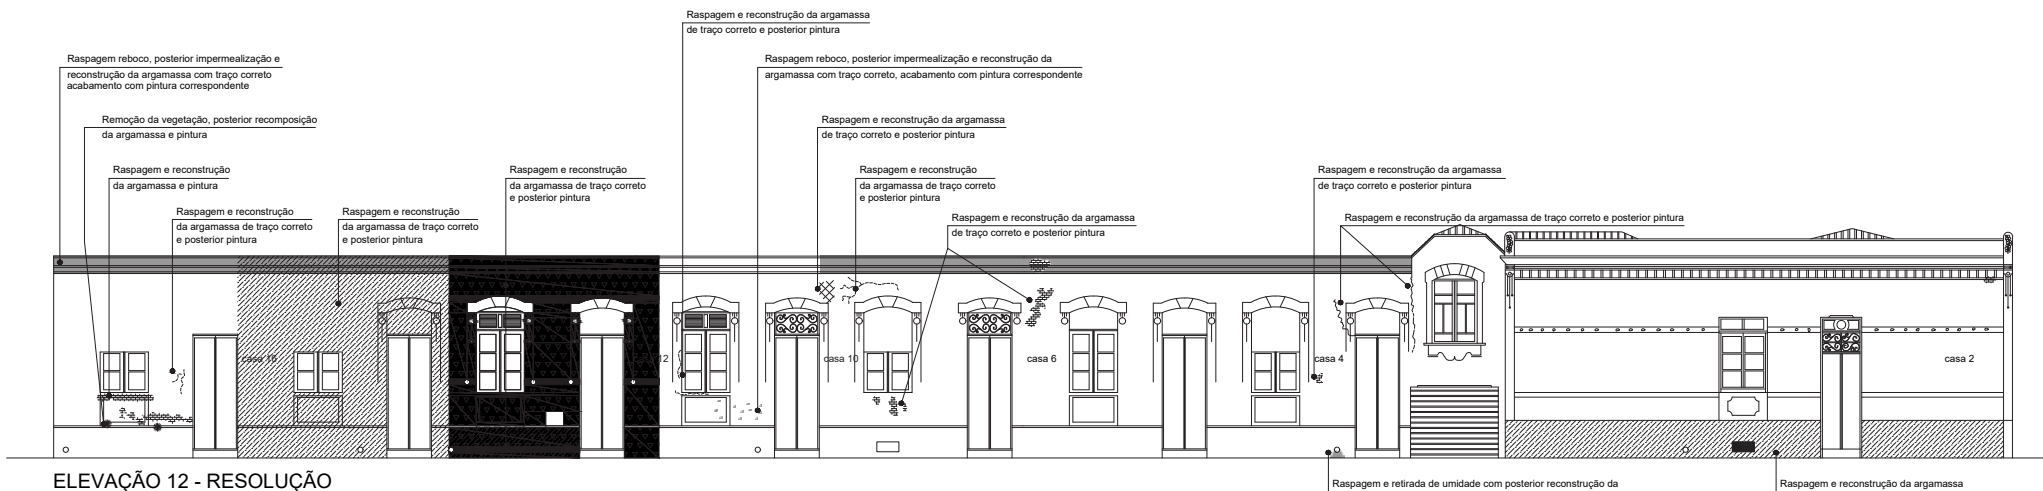 Raspagem e reconstrução da argamassa
de traço correto e posterior pintura
Raspagem reboco, posterior impermealização e
reconstrução da argamassa com traço correto
acabamento com pintura correspondente
Raspagem reboco, posterior impermealização e reconstrução da
argamassa com traço correto, acabamento com pintura correspondente
Remoção da vegetação, posterior recomposição
da argamassa e pintura
Raspagem e reconstrução da argamassa
de traço correto e posterior pintura
Raspagem e reconstrução
da argamassa e pintura
Raspagem e reconstrução
da argamassa de traço correto
e posterior pintura
Raspagem e reconstrução
da argamassa de traço correto
e posterior pintura
Raspagem e reconstrução da argamassa
de traço correto e posterior pintura
Raspagem e reconstrução
da argamassa de traço correto
e posterior pintura
Raspagem e reconstrução
da argamassa de traço correto
e posterior pintura
Raspagem e reconstrução da argamassa
de traço correto e posterior pintura
Raspagem e reconstrução da argamassa de traço correto e posterior pintura
casa 16
12
casa 10
casa 6
casa 4
casa 2
ELEVAÇÃO 12 - RESOLUÇÃO
Raspagem e retirada de umidade com posterior reconstrução da
Raspagem e reconstrução da argamassa